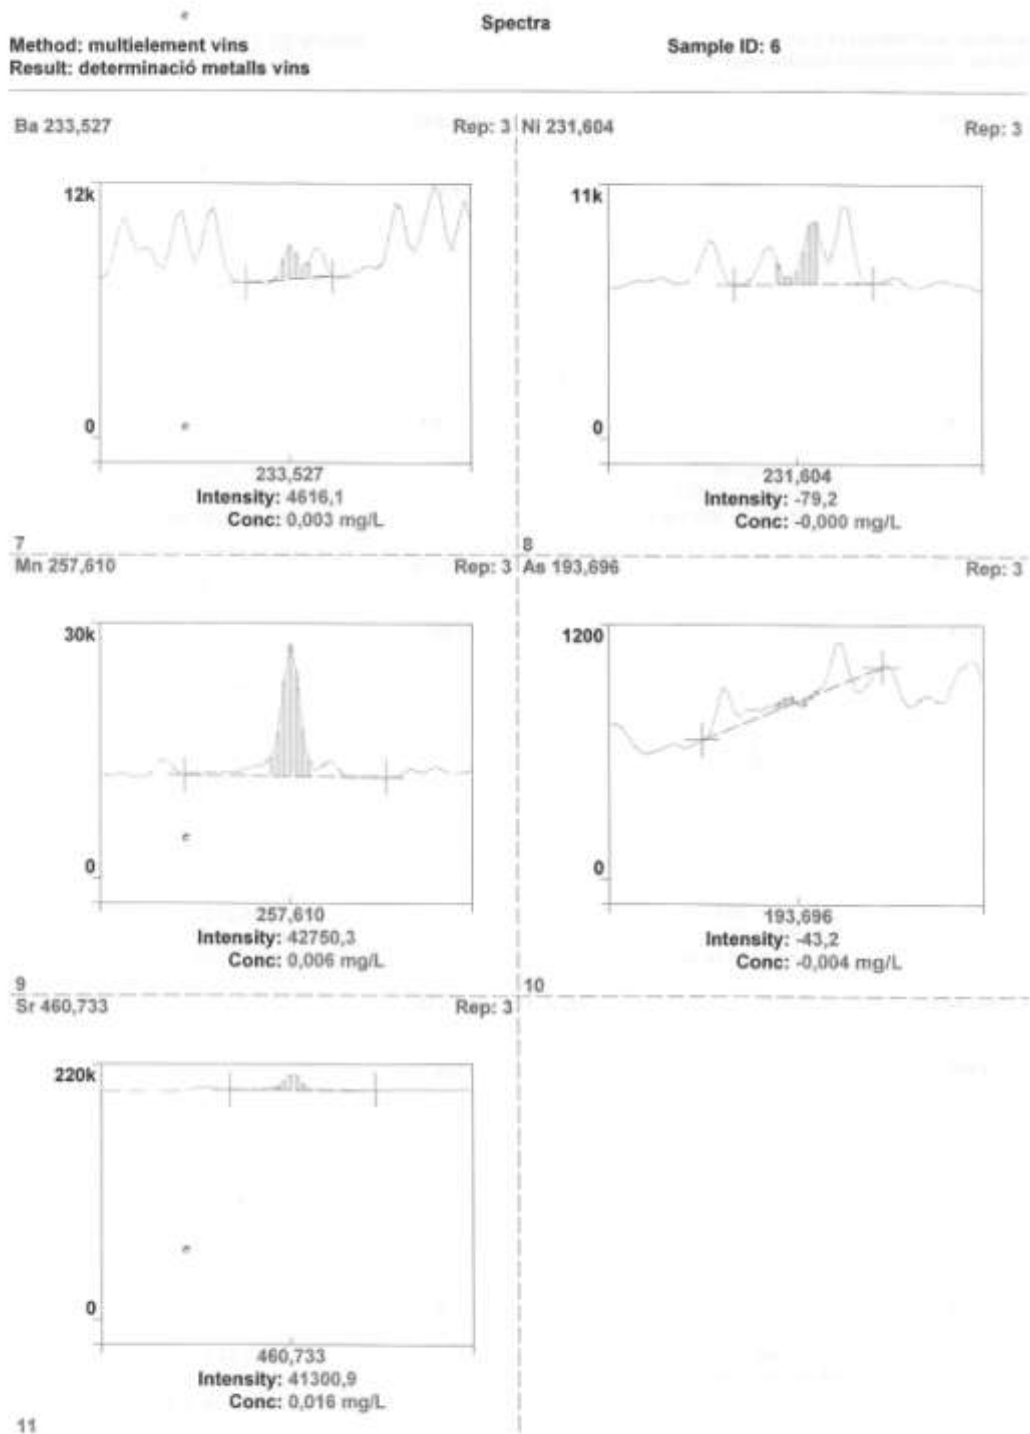 Spectra
Method: multielement vins
Sample ID: 6
Result: determinació metalls vins
Ba 233,527
Rep: 3
12k
0
233,527
Intensity: 4616,1
Conc: 0,003 mg/L
7
Ni 231,604
Rep: 3
11k
0
231,604
Intensity: -79,2
Conc: -0,000 mg/L
8
Mn 257,610
Rep: 3
30k
0
257,610
Intensity: 42750,3
Conc: 0,006 mg/L
9
As 193,696
Rep: 3
1200
0
193,696
Intensity: -43,2
Conc: -0,004 mg/L
10
Sr 460,733
Rep: 3
220k
0
460,733
Intensity: 41300,9
Conc: 0,016 mg/L
11